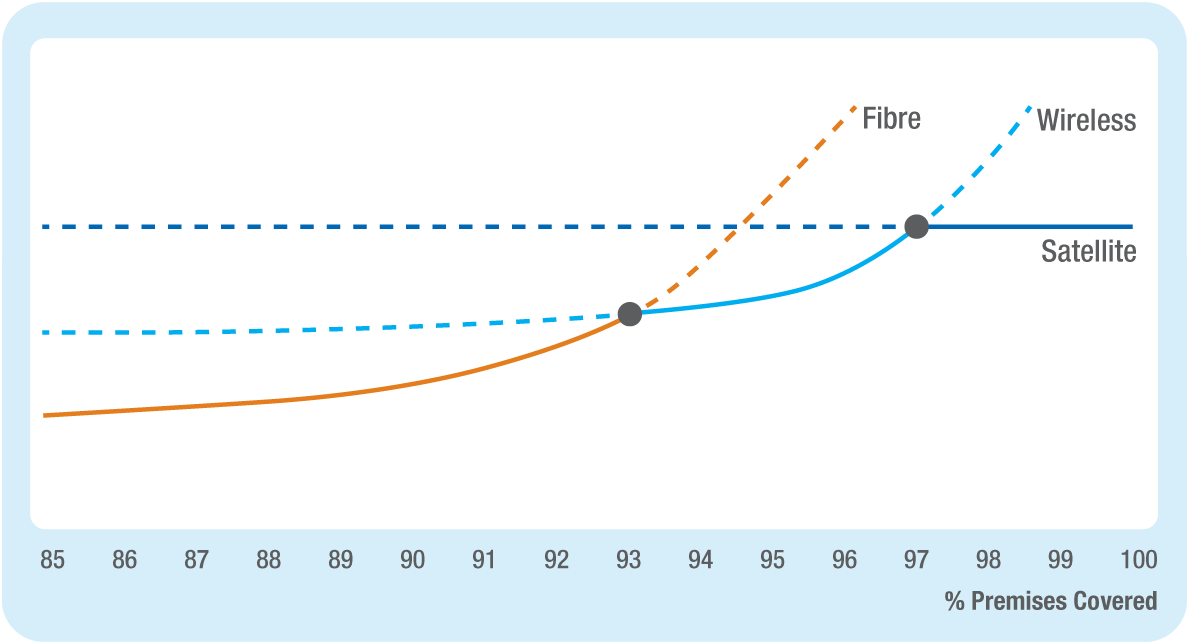 Fibre
Wireless
Satellite
85 86 87 88 89 90 91 92 93 94 95 96 97 98 99 100
% Premises Covered